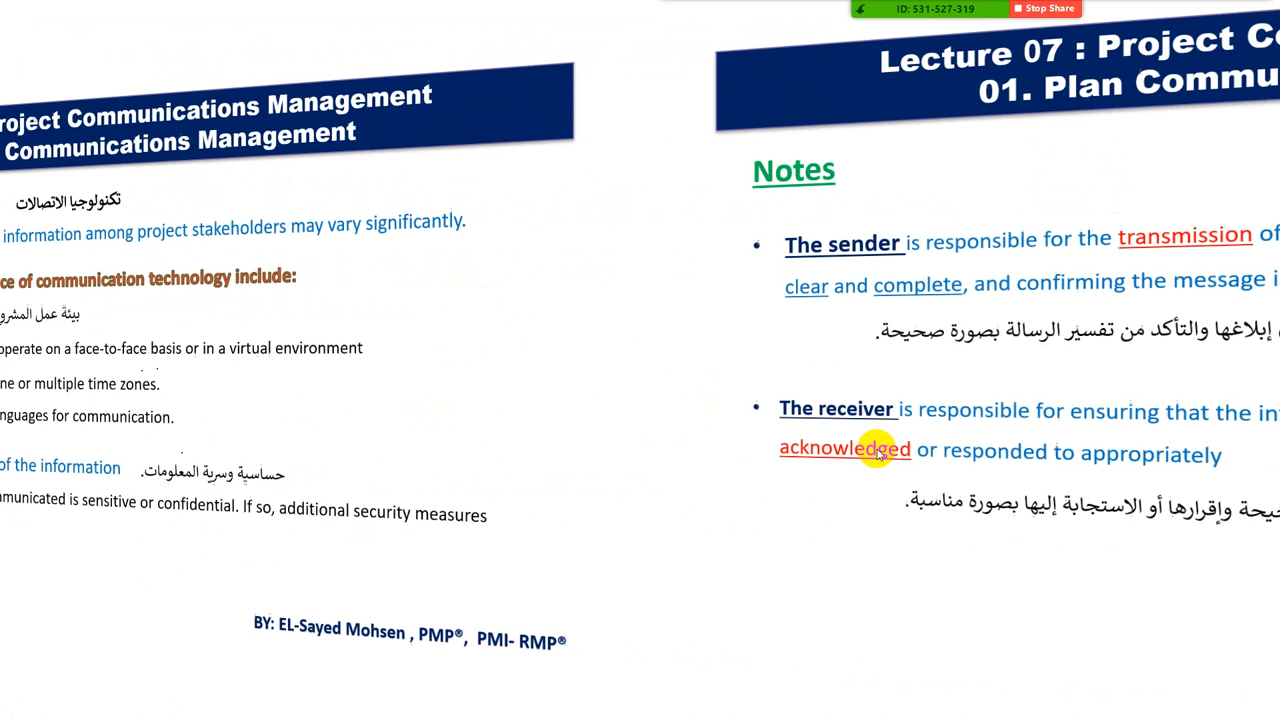 ID: 531-527-319
Stop Share
roject Communications Management
Communications Management
تكنولوجيا الاتصالات
information among project stakeholders may vary significantly.
ce of communication technology include:
بيئة عمل المشرو
operate on a face-to-face basis or in a virtual environment
ne or multiple time zones.
nguages for communication.
of the information حساسية وسرية المعلومات.
mmunicated is sensitive or confidential. If so, additional security measures
BY: EL-Sayed Mohsen , PMP®, PMI- RMP®
Lecture 07 : Project Co
01. Plan Commu
Notes
• The sender is responsible for the transmission of
clear and complete, and confirming the message i
إبلاغها والتأكد من تفسير الرسالة بصورة صحيحة.
• The receiver is responsible for ensuring that the in
acknowledged or responded to appropriately
حيحة وإقرارها أو الاستجابة إليها بصورة مناسبة.